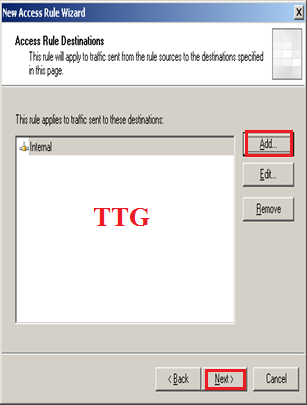 New Access Rule Wizard
Access Rule Destinations
This rule will apply to traffic sent from the rule sources to the destinations specified
in this page.
This rule applies to traffic sent to these destinations:
Internal
Add...
Edit...
Remove
TTG
< Back
Next >
Cancel